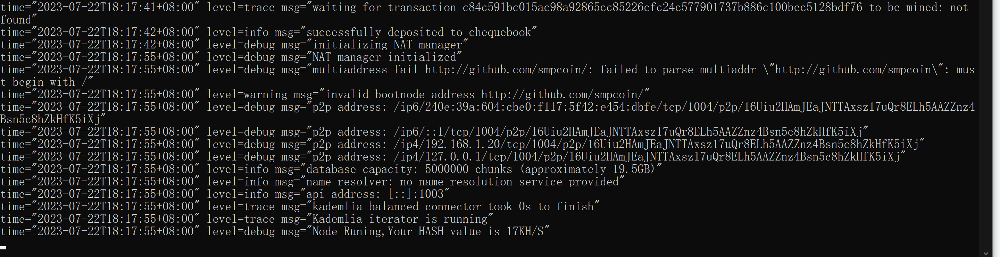 time="2023-07-22T18:17:41+08:00" level=trace msg="waiting for transaction c84c591bc015ac98a92865cc85226cfc24c577901737b886c100bec5128bdf76 to be mined: not
found"
time="2023-07-22T18:17:42+08:00" level=info msg="successfully deposited to chequebook"
time="2023-07-22T18:17:42+08:00" level=debug msg="initializing NAT manager"
time="2023-07-22T18:17:55+08:00" level=debug msg="NAT manager initialized"
time="2023-07-22T18:17:55+08:00" level=debug msg="multiaddress fail http://github.com/smpcoin/: failed to parse multiaddr \"http://github.com/smpcoin\": mus
t begin with /"
time="2023-07-22T18:17:55+08:00" level=warning msg="invalid bootnode address http://github.com/smpcoin/"
time="2023-07-22T18:17:55+08:00" level=debug msg="p2p address: /ip6/240e:39a:604:cbe0:f117:5f42:e454:dbfe/tcp/1004/p2p/16Uiu2HAmJEaJNTTAxsz17uQr8ELh5AAZZnz4
Bsn5c8hZkHfK5iXj"
time="2023-07-22T18:17:55+08:00" level=debug msg="p2p address: /ip6/::1/tcp/1004/p2p/16Uiu2HAmJEaJNTTAxsz17uQr8ELh5AAZZnz4Bsn5c8hZkHfK5iXj"
time="2023-07-22T18:17:55+08:00" level=debug msg="p2p address: /ip4/192.168.1.20/tcp/1004/p2p/16Uiu2HAmJEaJNTTAxsz17uQr8ELh5AAZZnz4Bsn5c8hZkHfK5iXj"
time="2023-07-22T18:17:55+08:00" level=debug msg="p2p address: /ip4/127.0.0.1/tcp/1004/p2p/16Uiu2HAmJEaJNTTAxsz17uQr8ELh5AAZZnz4Bsn5c8hZkHfK5iXj"
time="2023-07-22T18:17:55+08:00" level=info msg="database capacity: 5000000 chunks (approximately 19.5GB)"
time="2023-07-22T18:17:55+08:00" level=info msg="name resolver: no name resolution service provided"
time="2023-07-22T18:17:55+08:00" level=info msg="api address: [::]:1003"
time="2023-07-22T18:17:55+08:00" level=trace msg="kademlia balanced connector took 0s to finish"
time="2023-07-22T18:17:55+08:00" level=trace msg="Kademlia iterator is running"
time="2023-07-22T18:17:55+08:00" level=debug msg="Node Runing,Your HASH value is 17KH/S"